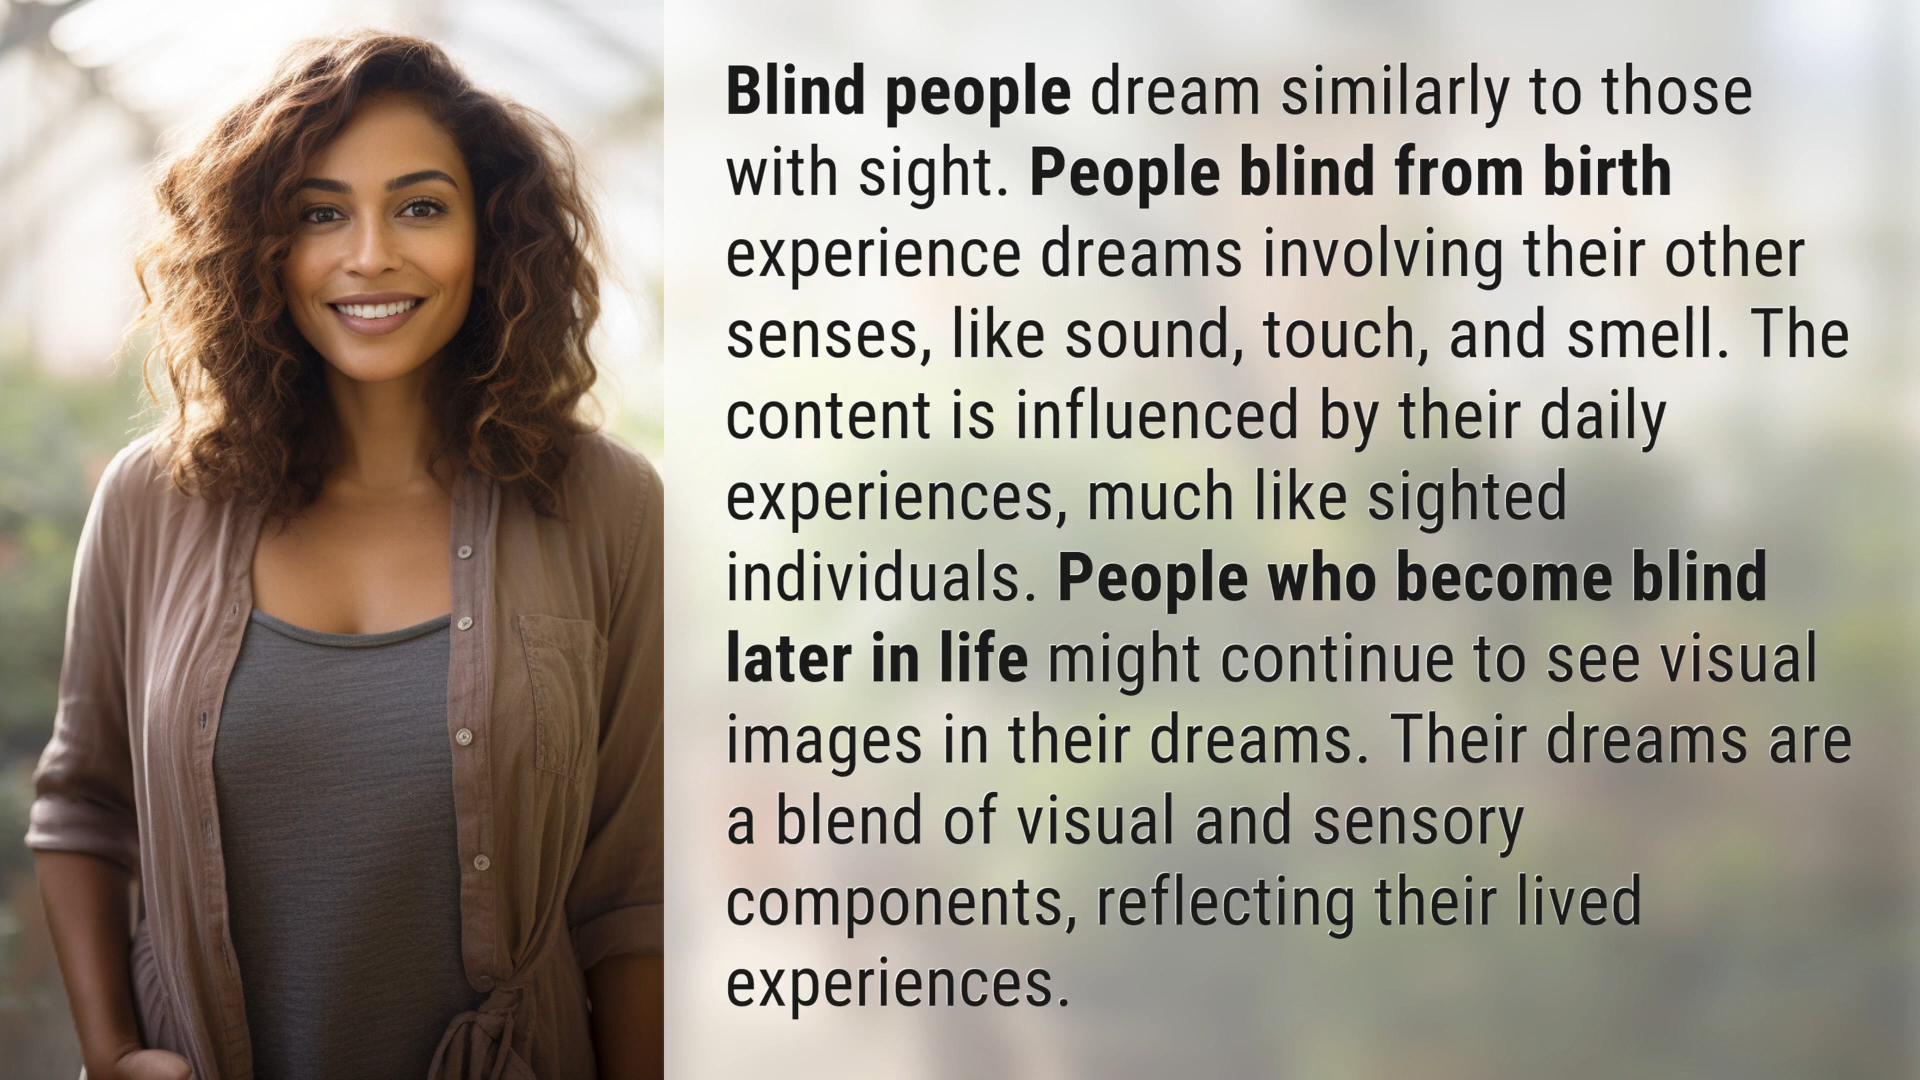 Blind people dream similarly to those
with sight. People blind from birth
experience dreams involving their other
senses, like sound, touch, and smell. The
content is influenced by their daily
experiences, much like sighted
individuals. People who become blind
later in life might continue to see visual
images in their dreams. Their dreams are
a blend of visual and sensory
components, reflecting their lived
experiences.